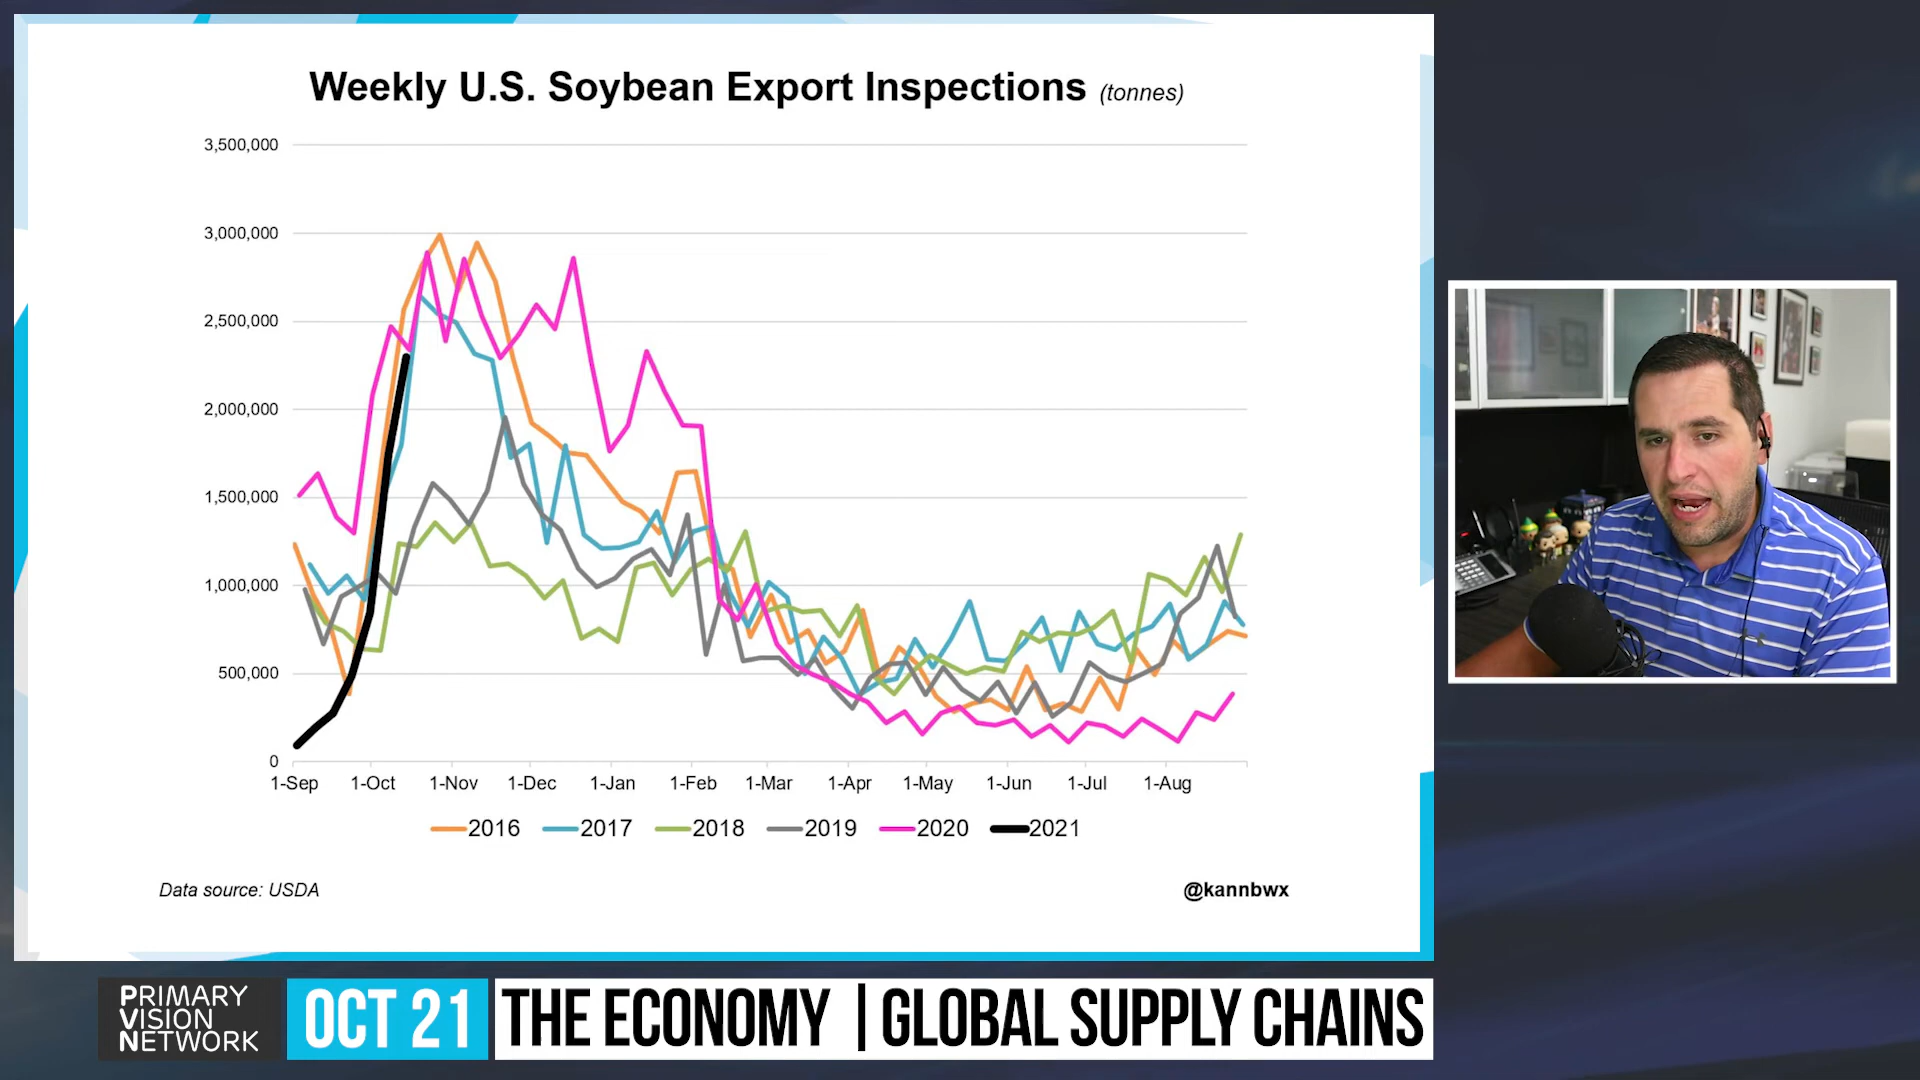 Weekly U.S. Soybean Export Inspections (tonnes)
3,500,000
3,000,000
2,500,000
2,000,000
1,500,000
1,000,000
500,000
0
1-Sep 1-Oct 1-Nov 1-Dec 1-Jan 1-Feb 1-Mar 1-Apr 1-May 1-Jun 1-Jul 1-Aug
2016 2017 2018 2019 2020 2021
Data source: USDA @kannbwx
PRIMARY
VISION
NETWORK
OCT 21 THE ECONOMY | GLOBAL SUPPLY CHAINS